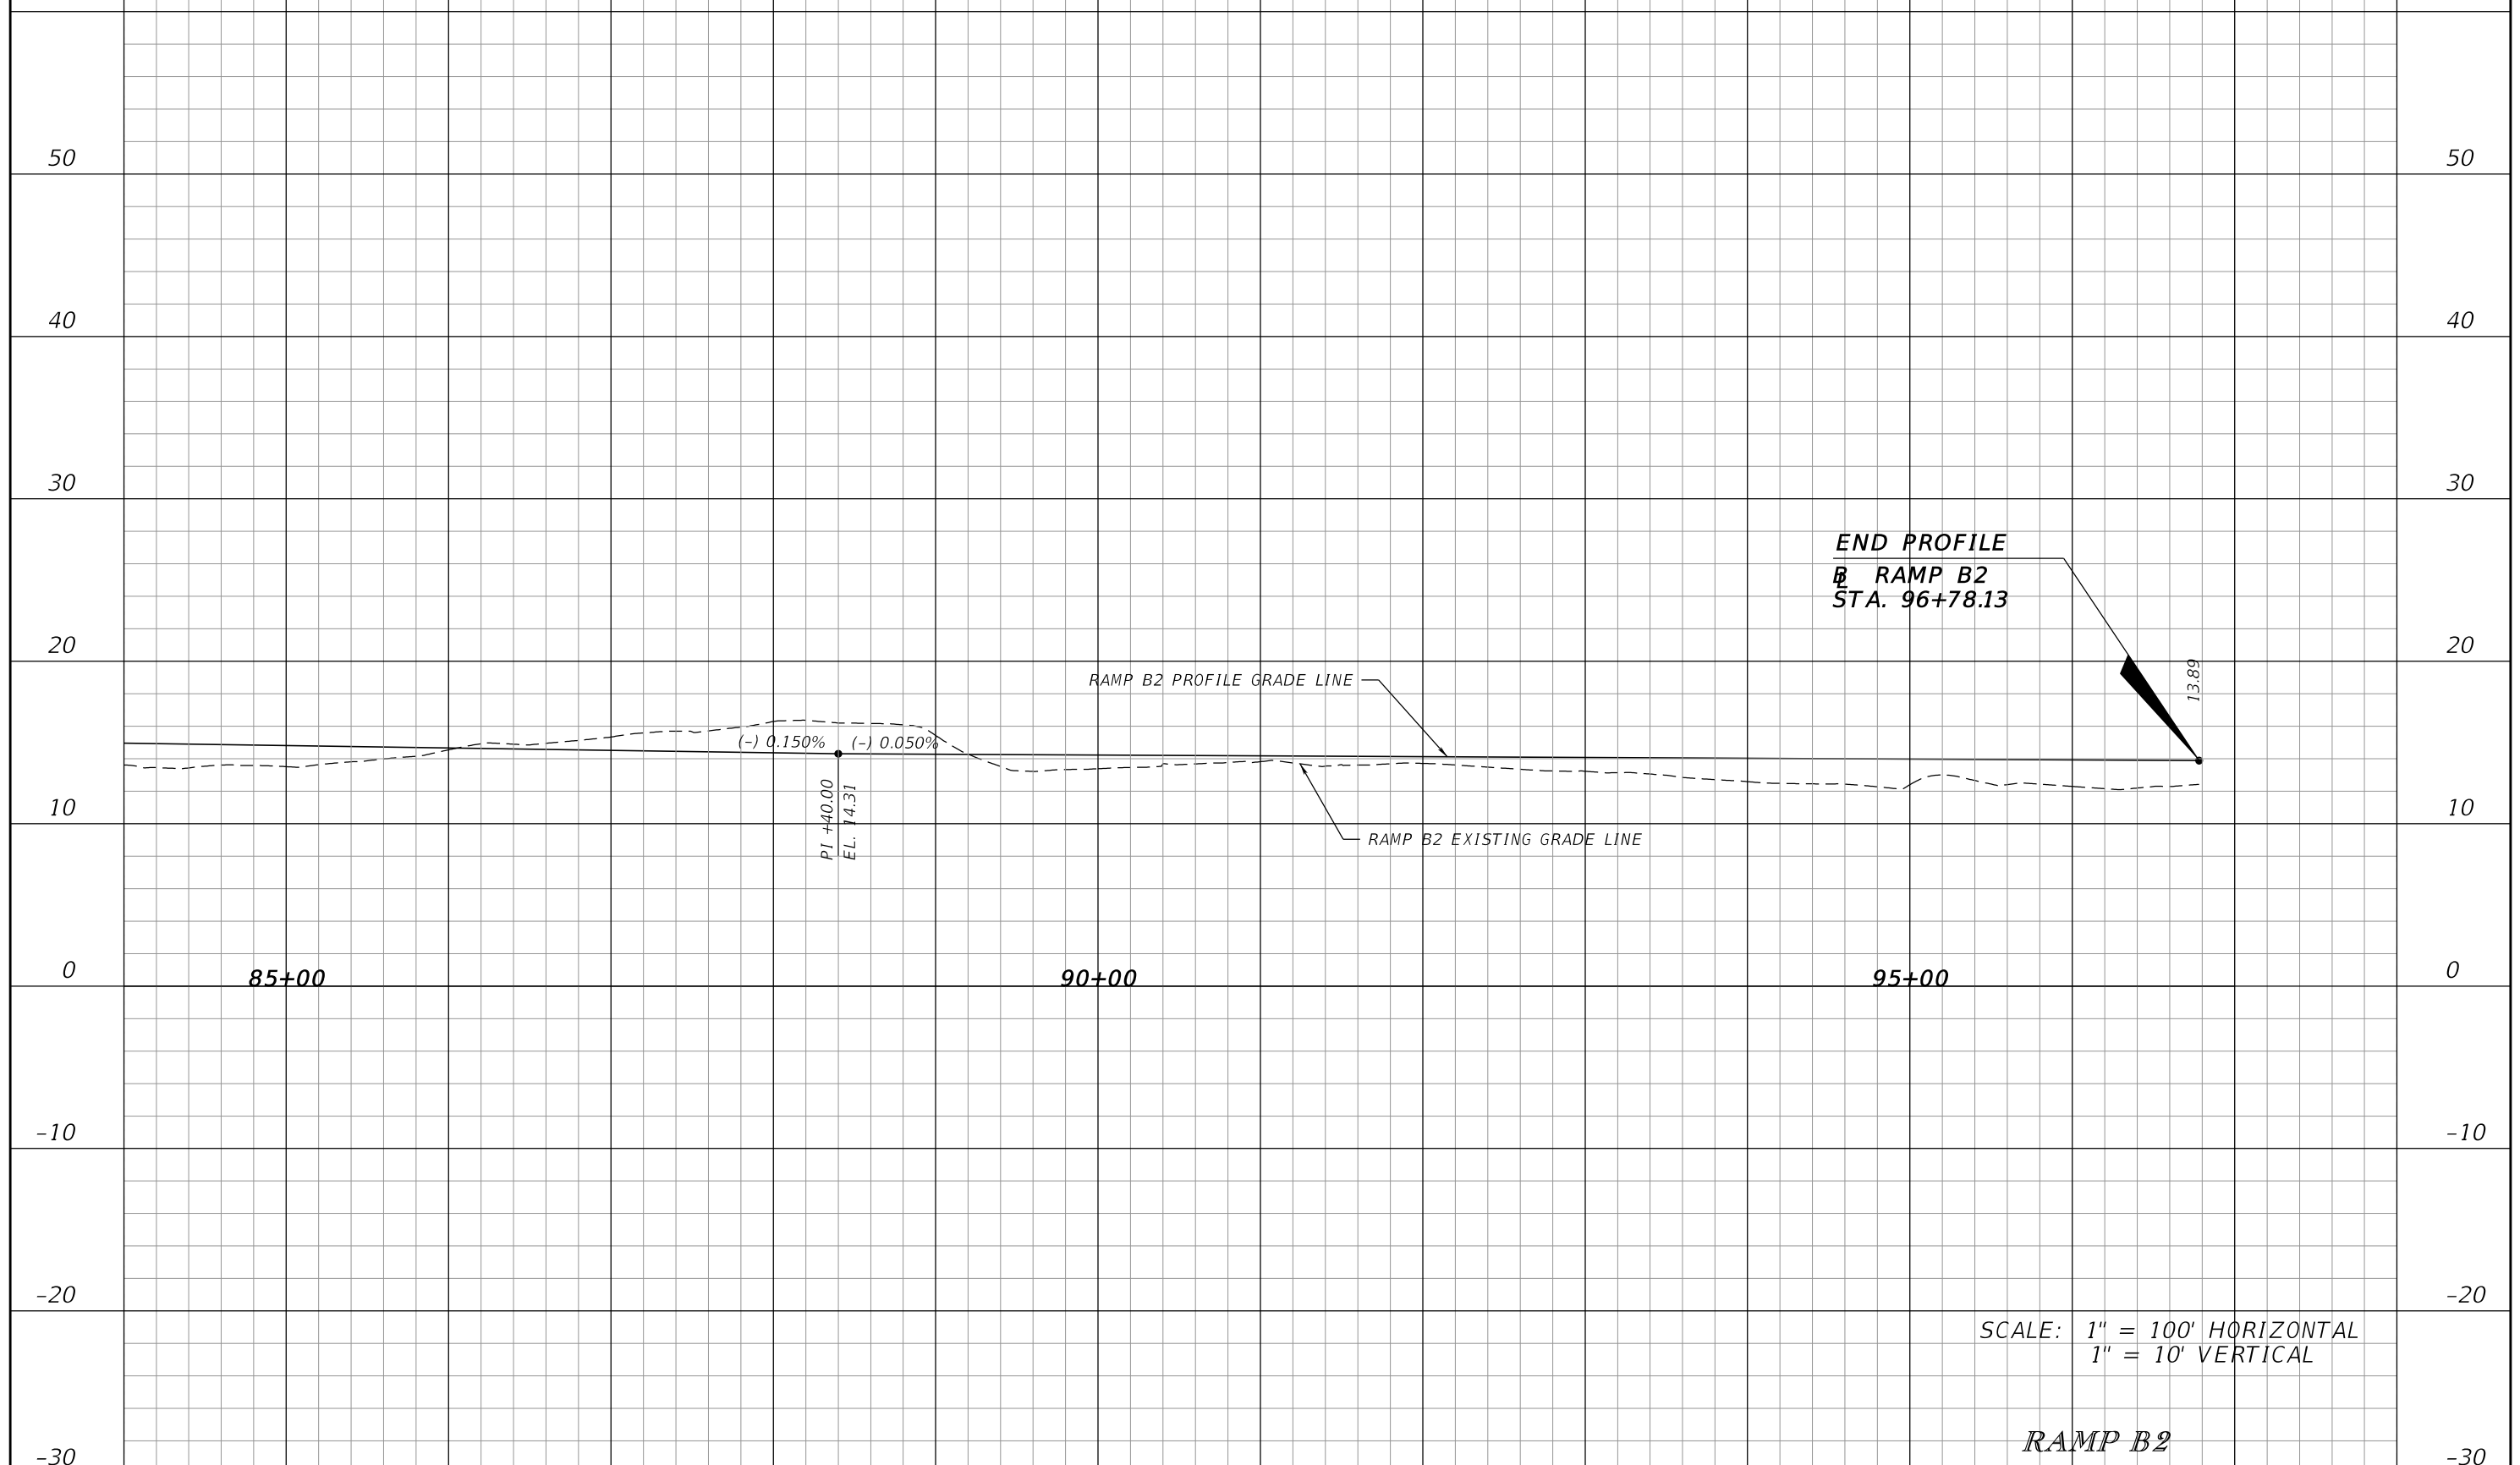 50 50
40 40
30 30
END PROFILE
BL RAMP B2
STA. 96+78.13
20 20
13.89
RAMP B2 PROFILE GRADE LINE
(-) 0.150% (-) 0.050%
PI +40.00
EL. 14.31
10 10
RAMP B2 EXISTING GRADE LINE
0 0
85+00 90+00 95+00
-10 -10
-20 -20
SCALE: 1" = 100' HORIZONTAL
1" = 10' VERTICAL
RAMP B2
-30 -30